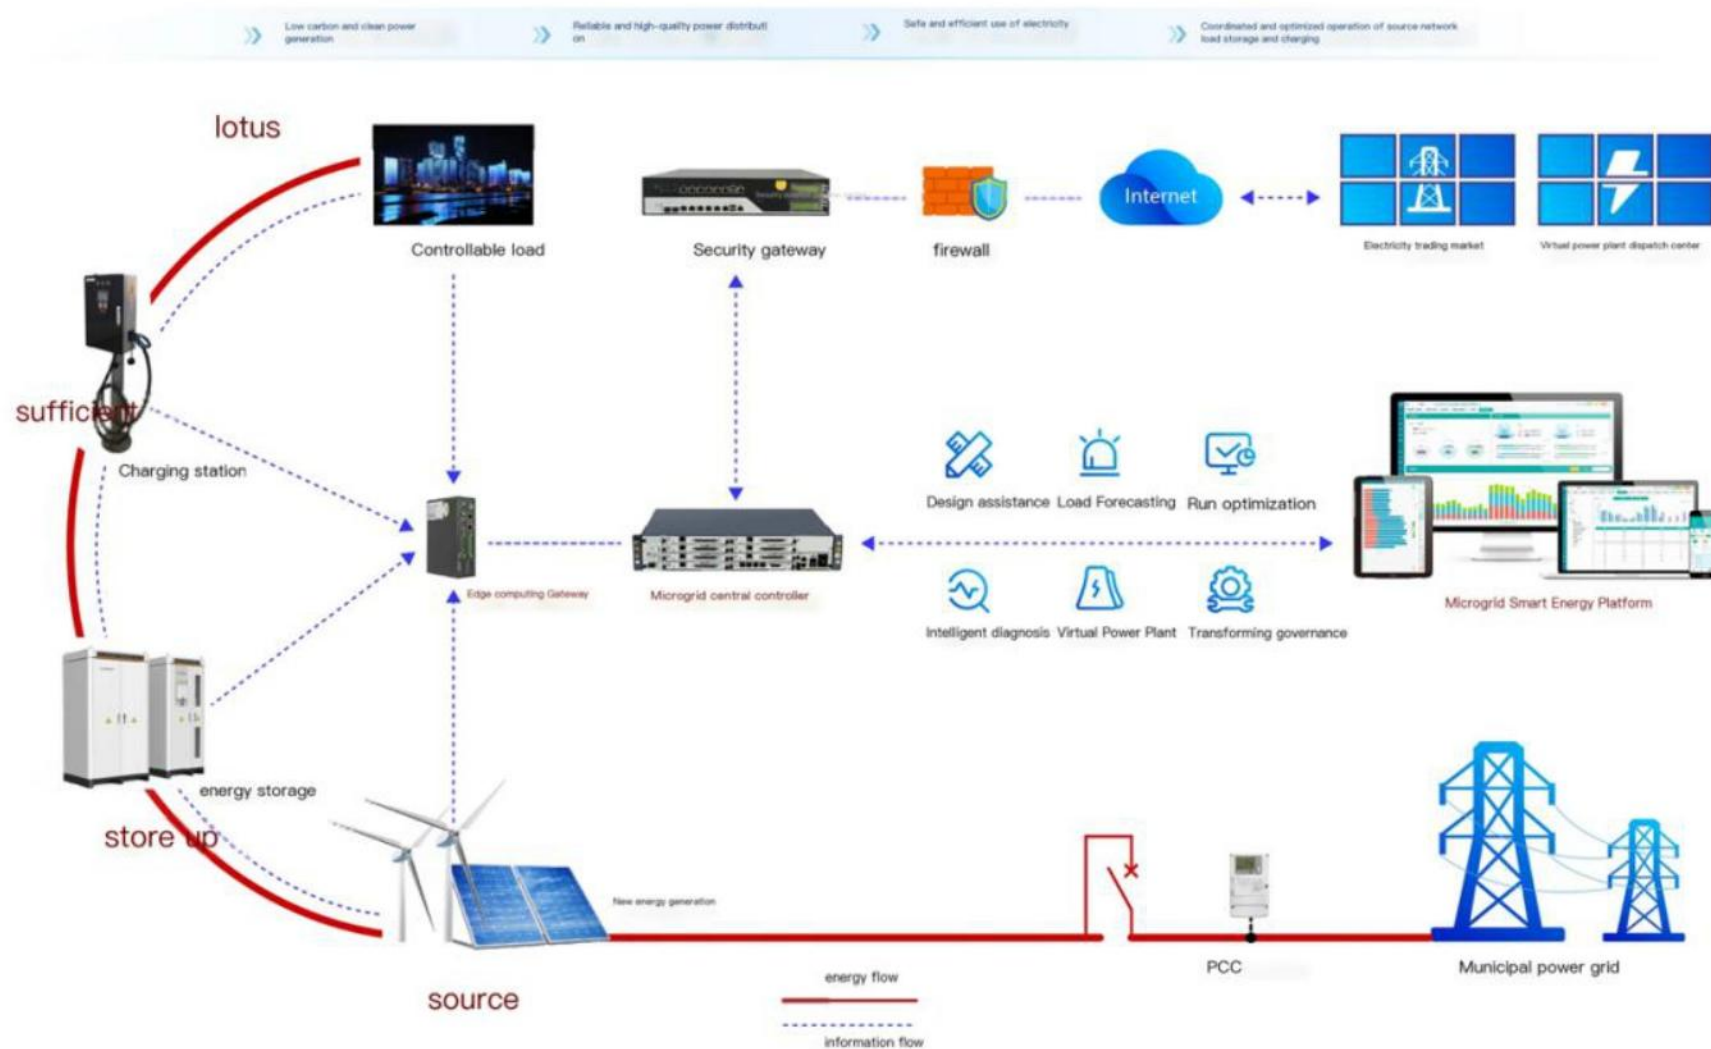 Low carbon and clean power
generation
Reliable and high-quality power distributi
on
Safe and efficient use of electricity
Coordinated and optimized operation of source network
load storage and charging
lotus
Controllable load
Security gateway
firewall
Internet
Electricity trading market
Virtual power plant dispatch center
sufficient
Charging station
Design assistance
Load Forecasting
Run optimization
Edge computing Gateway
Microgrid central controller
Intelligent diagnosis
Virtual Power Plant
Transforming governance
Microgrid Smart Energy Platform
energy storage
store up
New energy generation
source
PCC
Municipal power grid
energy flow
information flow